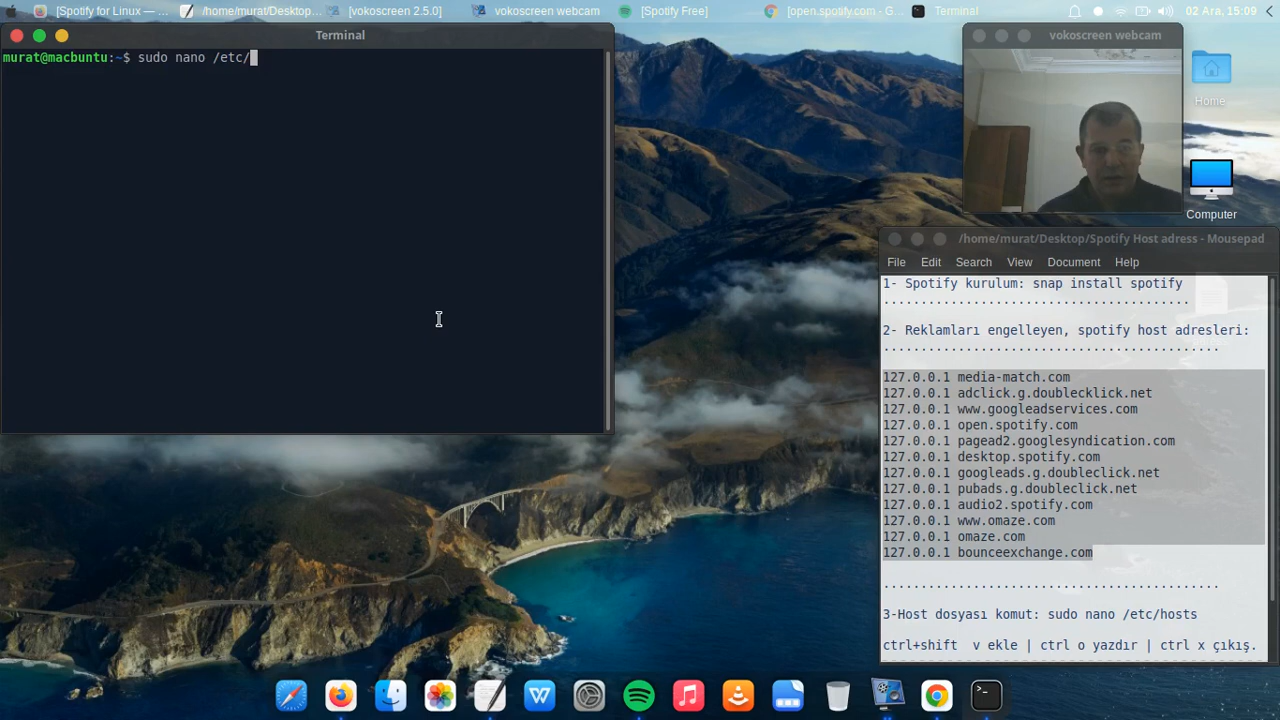 [Spotify for Linux — ...
/home/murat/Desktop...
[vokoscreen 2.5.0]
vokoscreen webcam
[Spotify Free]
[open.spotify.com - G...
Terminal
02 Ara, 15:09
Terminal
murat@macbuntu:~$ sudo nano /etc/
vokoscreen webcam
Home
Computer
/home/murat/Desktop/Spotify Host adress - Mousepad
File Edit Search View Document Help
1- Spotify kurulum: snap install spotify
.........................................
2- Reklamları engelleyen, spotify host adresleri:
.............................................
127.0.0.1 media-match.com
127.0.0.1 adclick.g.doublecklick.net
127.0.0.1 www.googleadservices.com
127.0.0.1 open.spotify.com
127.0.0.1 pagead2.googlesyndication.com
127.0.0.1 desktop.spotify.com
127.0.0.1 googleads.g.doubleclick.net
127.0.0.1 pubads.g.doubleclick.net
127.0.0.1 audio2.spotify.com
127.0.0.1 www.omaze.com
127.0.0.1 omaze.com
127.0.0.1 bounceexchange.com
.............................................
3-Host dosyası komut: sudo nano /etc/hosts
ctrl+shift  v ekle | ctrl o yazdır | ctrl x çıkış.